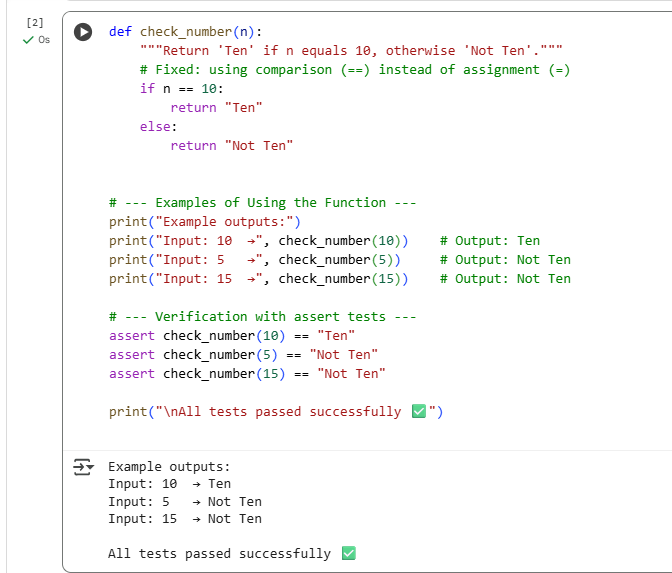 [2]
0s
def check_number(n):
    """Return 'Ten' if n equals 10, otherwise 'Not Ten'."""
    # Fixed: using comparison (==) instead of assignment (=)
    if n == 10:
        return "Ten"
    else:
        return "Not Ten"
# --- Examples of Using the Function ---
print("Example outputs:")
print("Input: 10  →", check_number(10))    # Output: Ten
print("Input: 5   →", check_number(5))     # Output: Not Ten
print("Input: 15  →", check_number(15))    # Output: Not Ten
# --- Verification with assert tests ---
assert check_number(10) == "Ten"
assert check_number(5) == "Not Ten"
assert check_number(15) == "Not Ten"
print("\nAll tests passed successfully ✅")
Example outputs:
Input: 10  → Ten
Input: 5   → Not Ten
Input: 15  → Not Ten
All tests passed successfully ✅